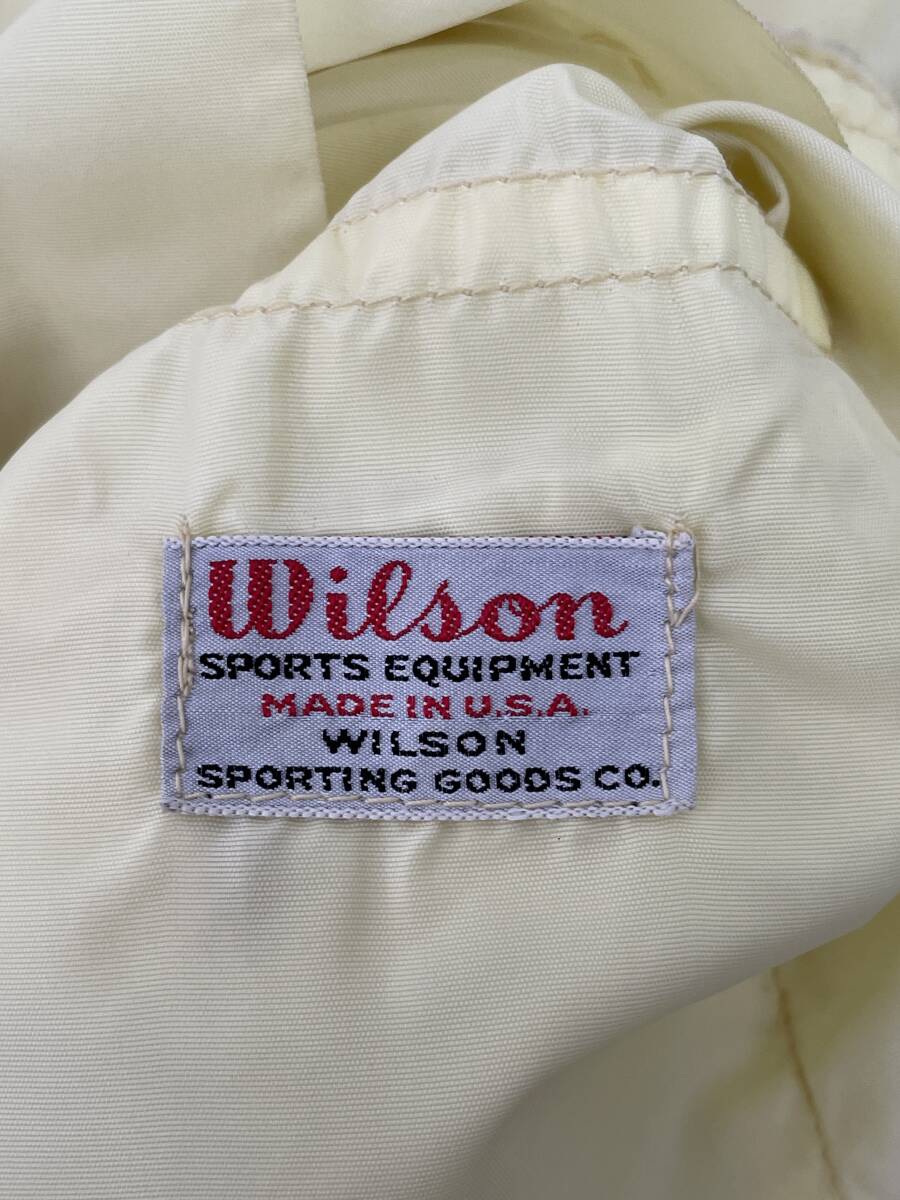 Wilson
SPORTS EQUIPMENT
MADE IN U.S.A.
WILSON
SPORTING GOODS CO.